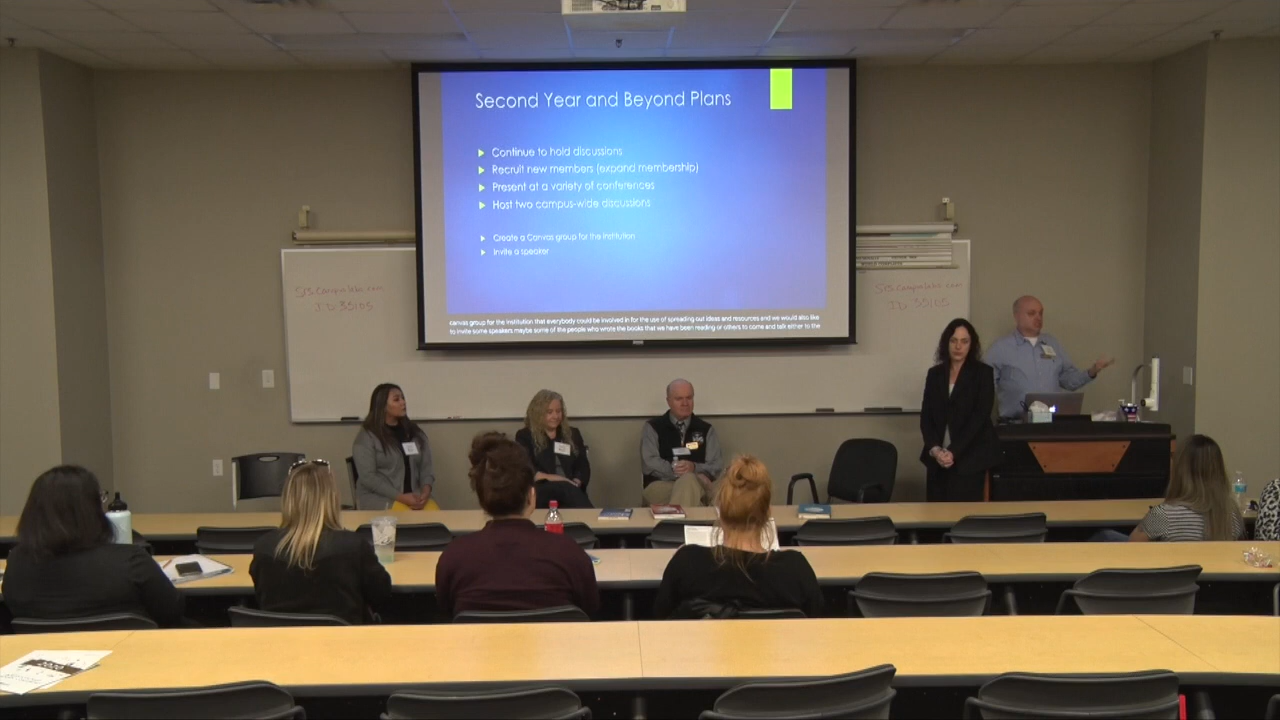 Second Year and Beyond Plans
Continue to hold discussions
Recruit new members (expand membership)
Present at a variety of conferences
Host two campus-wide discussions
Create a Canvas group for the institution
Invite a speaker
canvas group for the institution that everybody could be involved in for the use of spreading out ideas and resources and we would also like
to invite some speakers maybe some of the people who wrote the books that we have been reading or others to come and talk either to the
ID:
2020